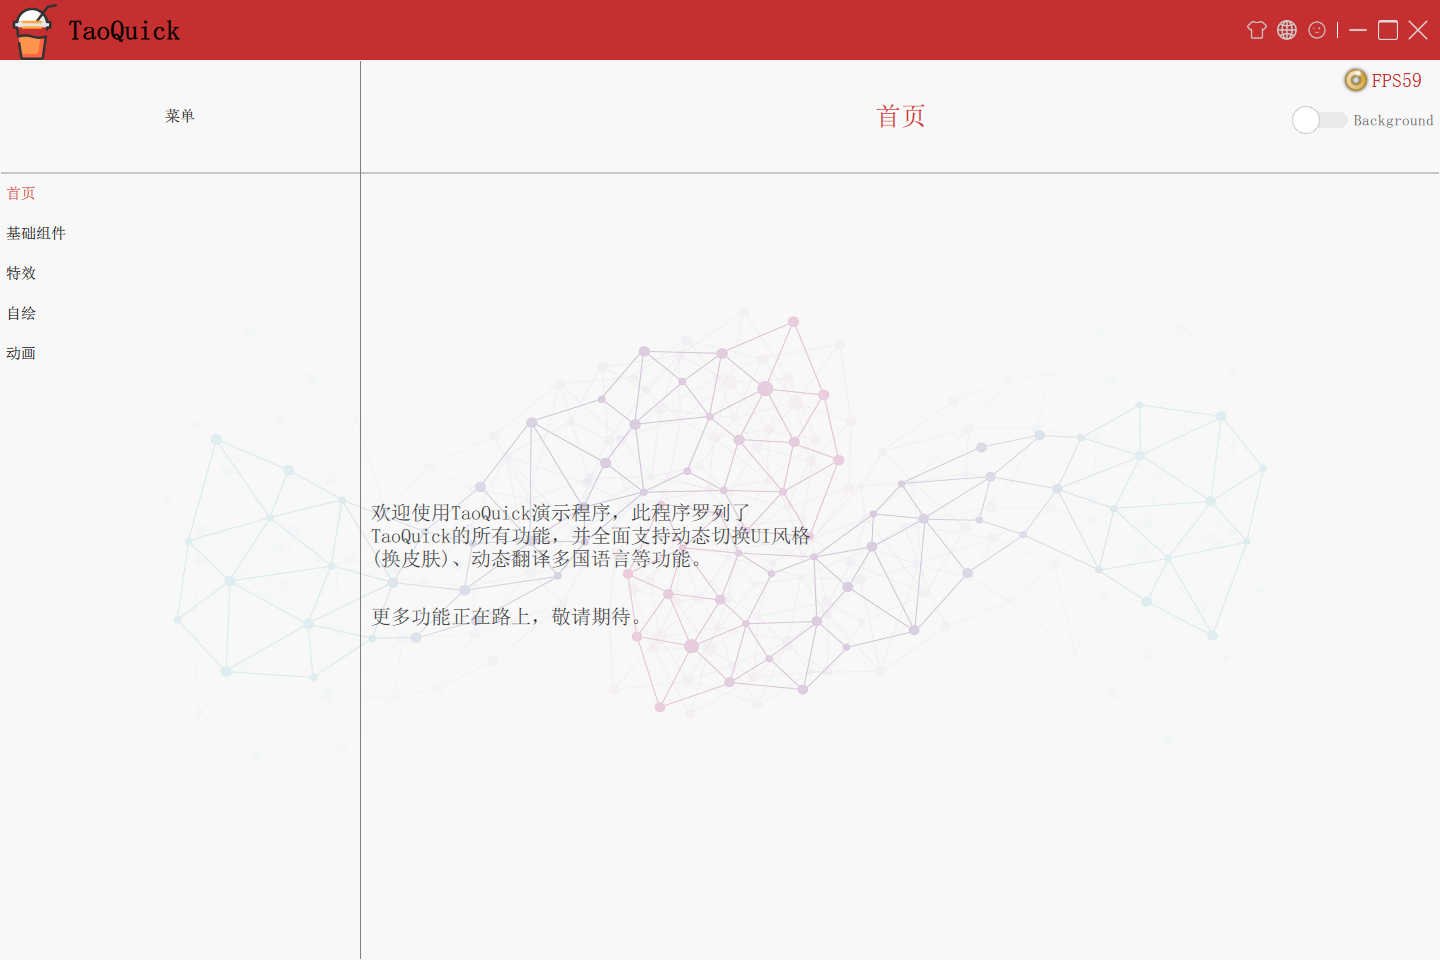 TaoQuick
FPS59
菜单
首页
Background
首页
基础组件
特效
自绘
动画
欢迎使用TaoQuick演示程序，此程序罗列了
TaoQuick的所有功能，并全面支持动态切换UI风格
(换皮肤)、动态翻译多国语言等功能。
更多功能正在路上，敬请期待。